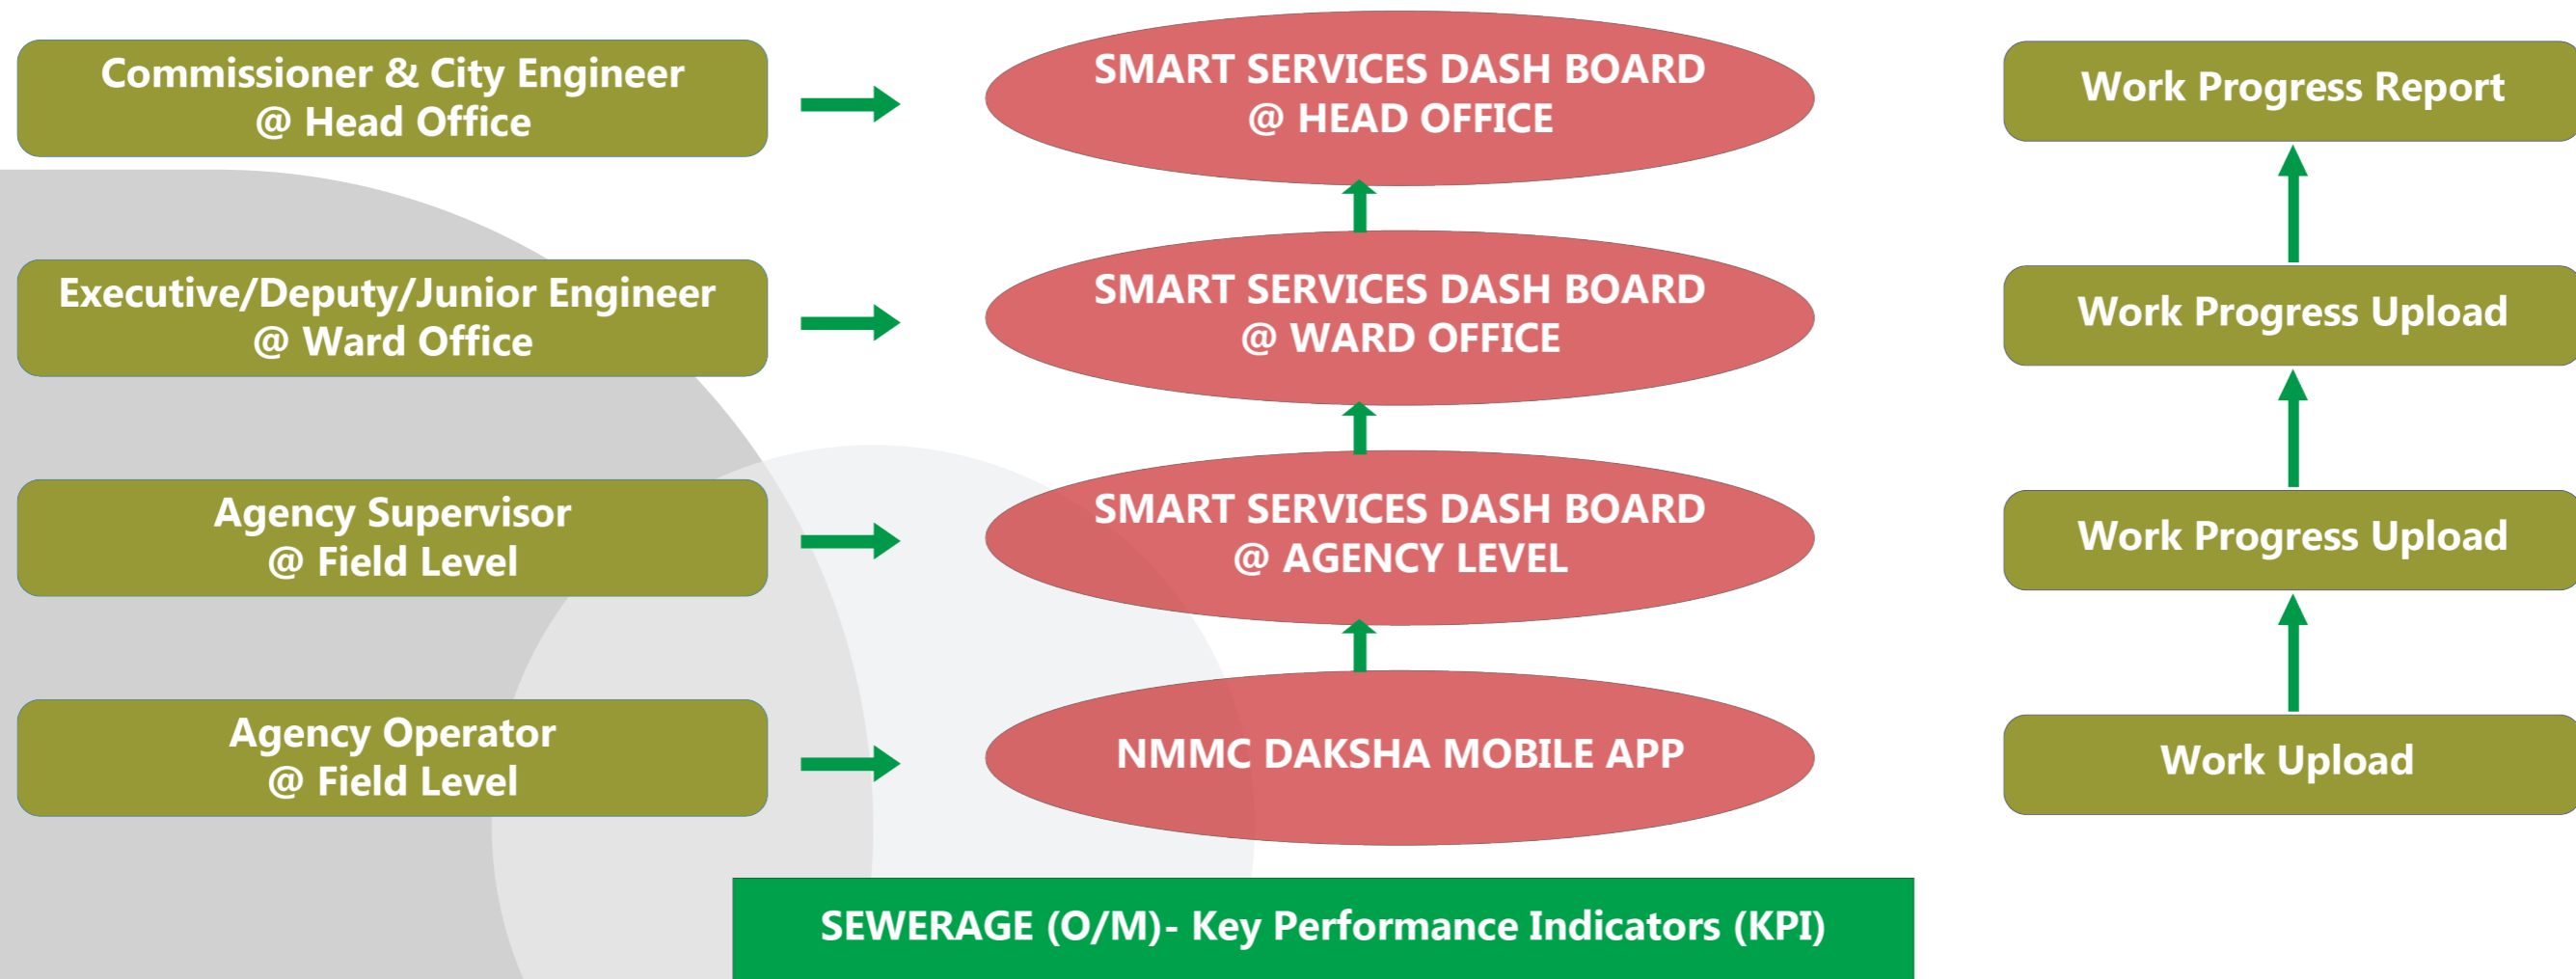 Commissioner & City Engineer
@ Head Office
SMART SERVICES DASH BOARD
@ HEAD OFFICE
Work Progress Report
Executive/Deputy/Junior Engineer
@ Ward Office
SMART SERVICES DASH BOARD
@ WARD OFFICE
Work Progress Upload
Agency Supervisor
@ Field Level
SMART SERVICES DASH BOARD
@ AGENCY LEVEL
Work Progress Upload
Agency Operator
@ Field Level
NMMC DAKSHA MOBILE APP
Work Upload
SEWERAGE (O/M)- Key Performance Indicators (KPI)